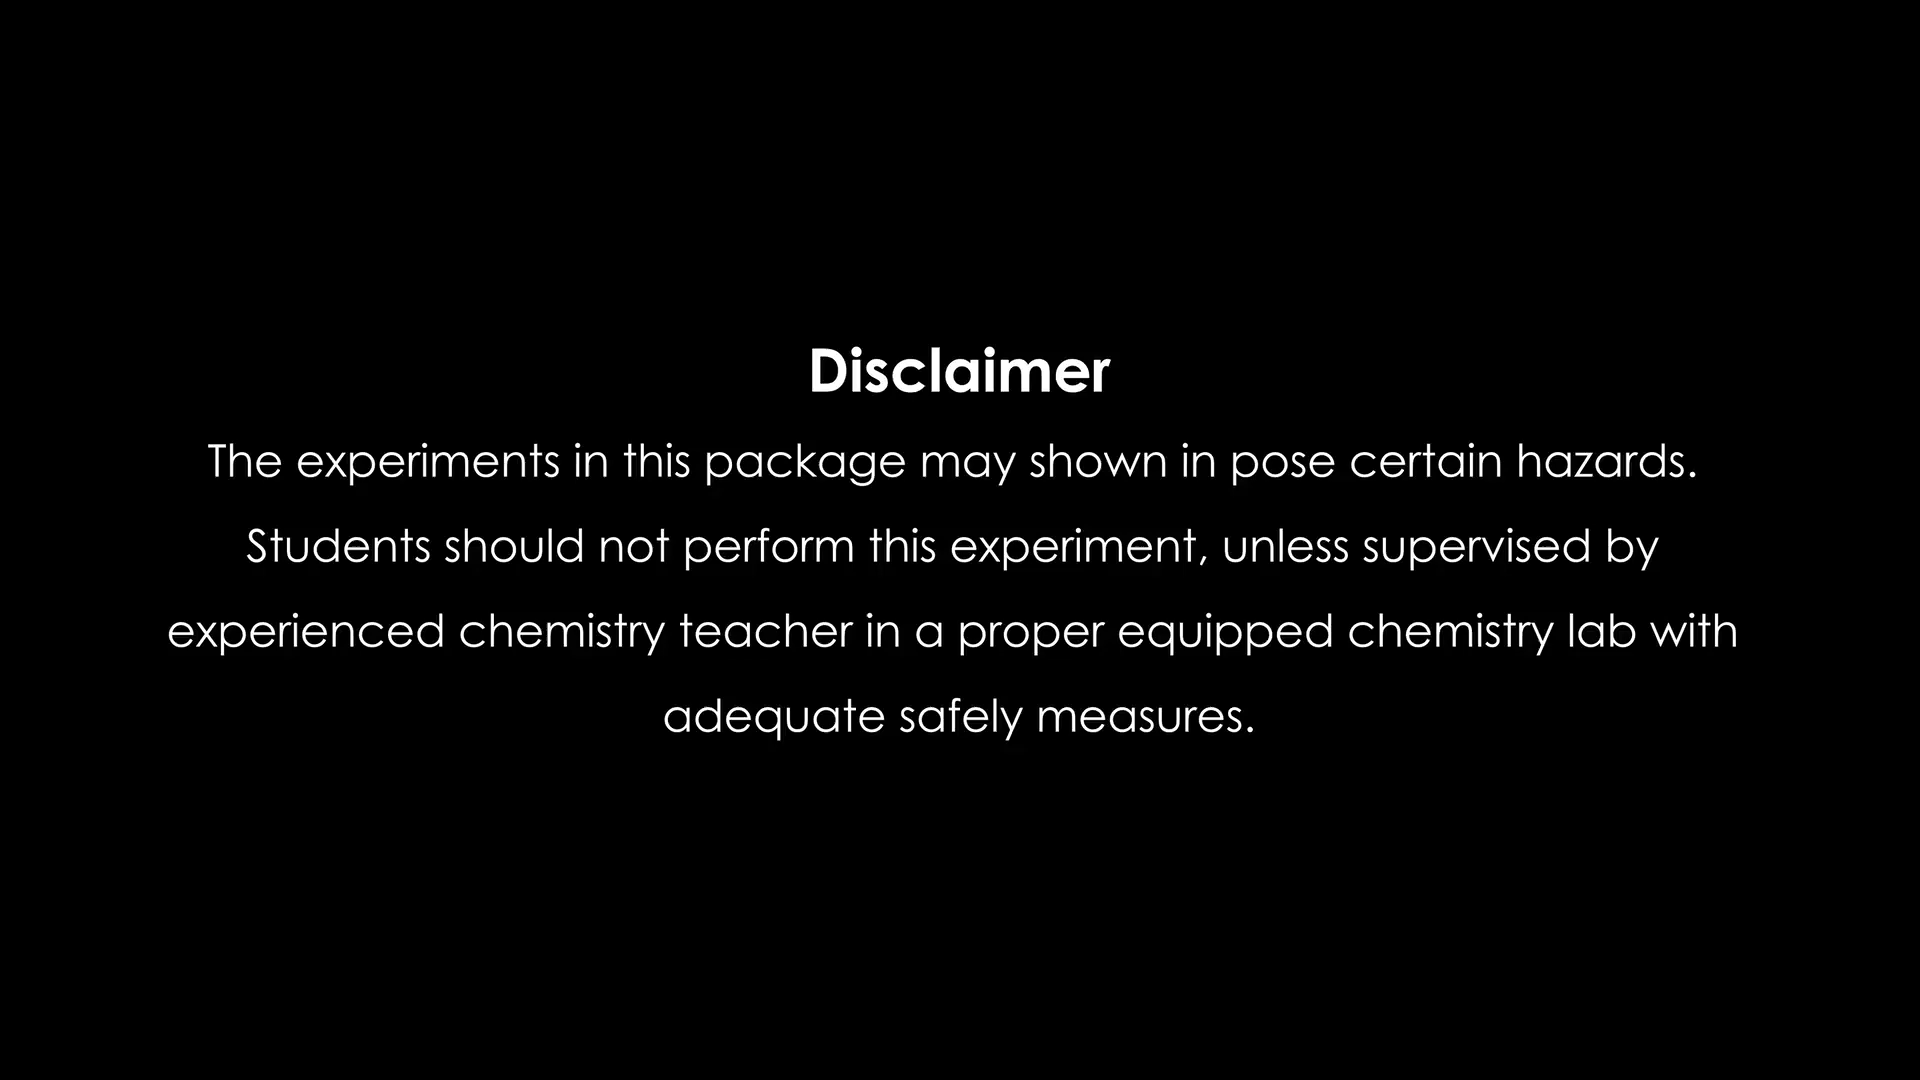 Disclaimer
The experiments in this package may shown in pose certain hazards.
Students should not perform this experiment, unless supervised by
experienced chemistry teacher in a proper equipped chemistry lab with
adequate safely measures.